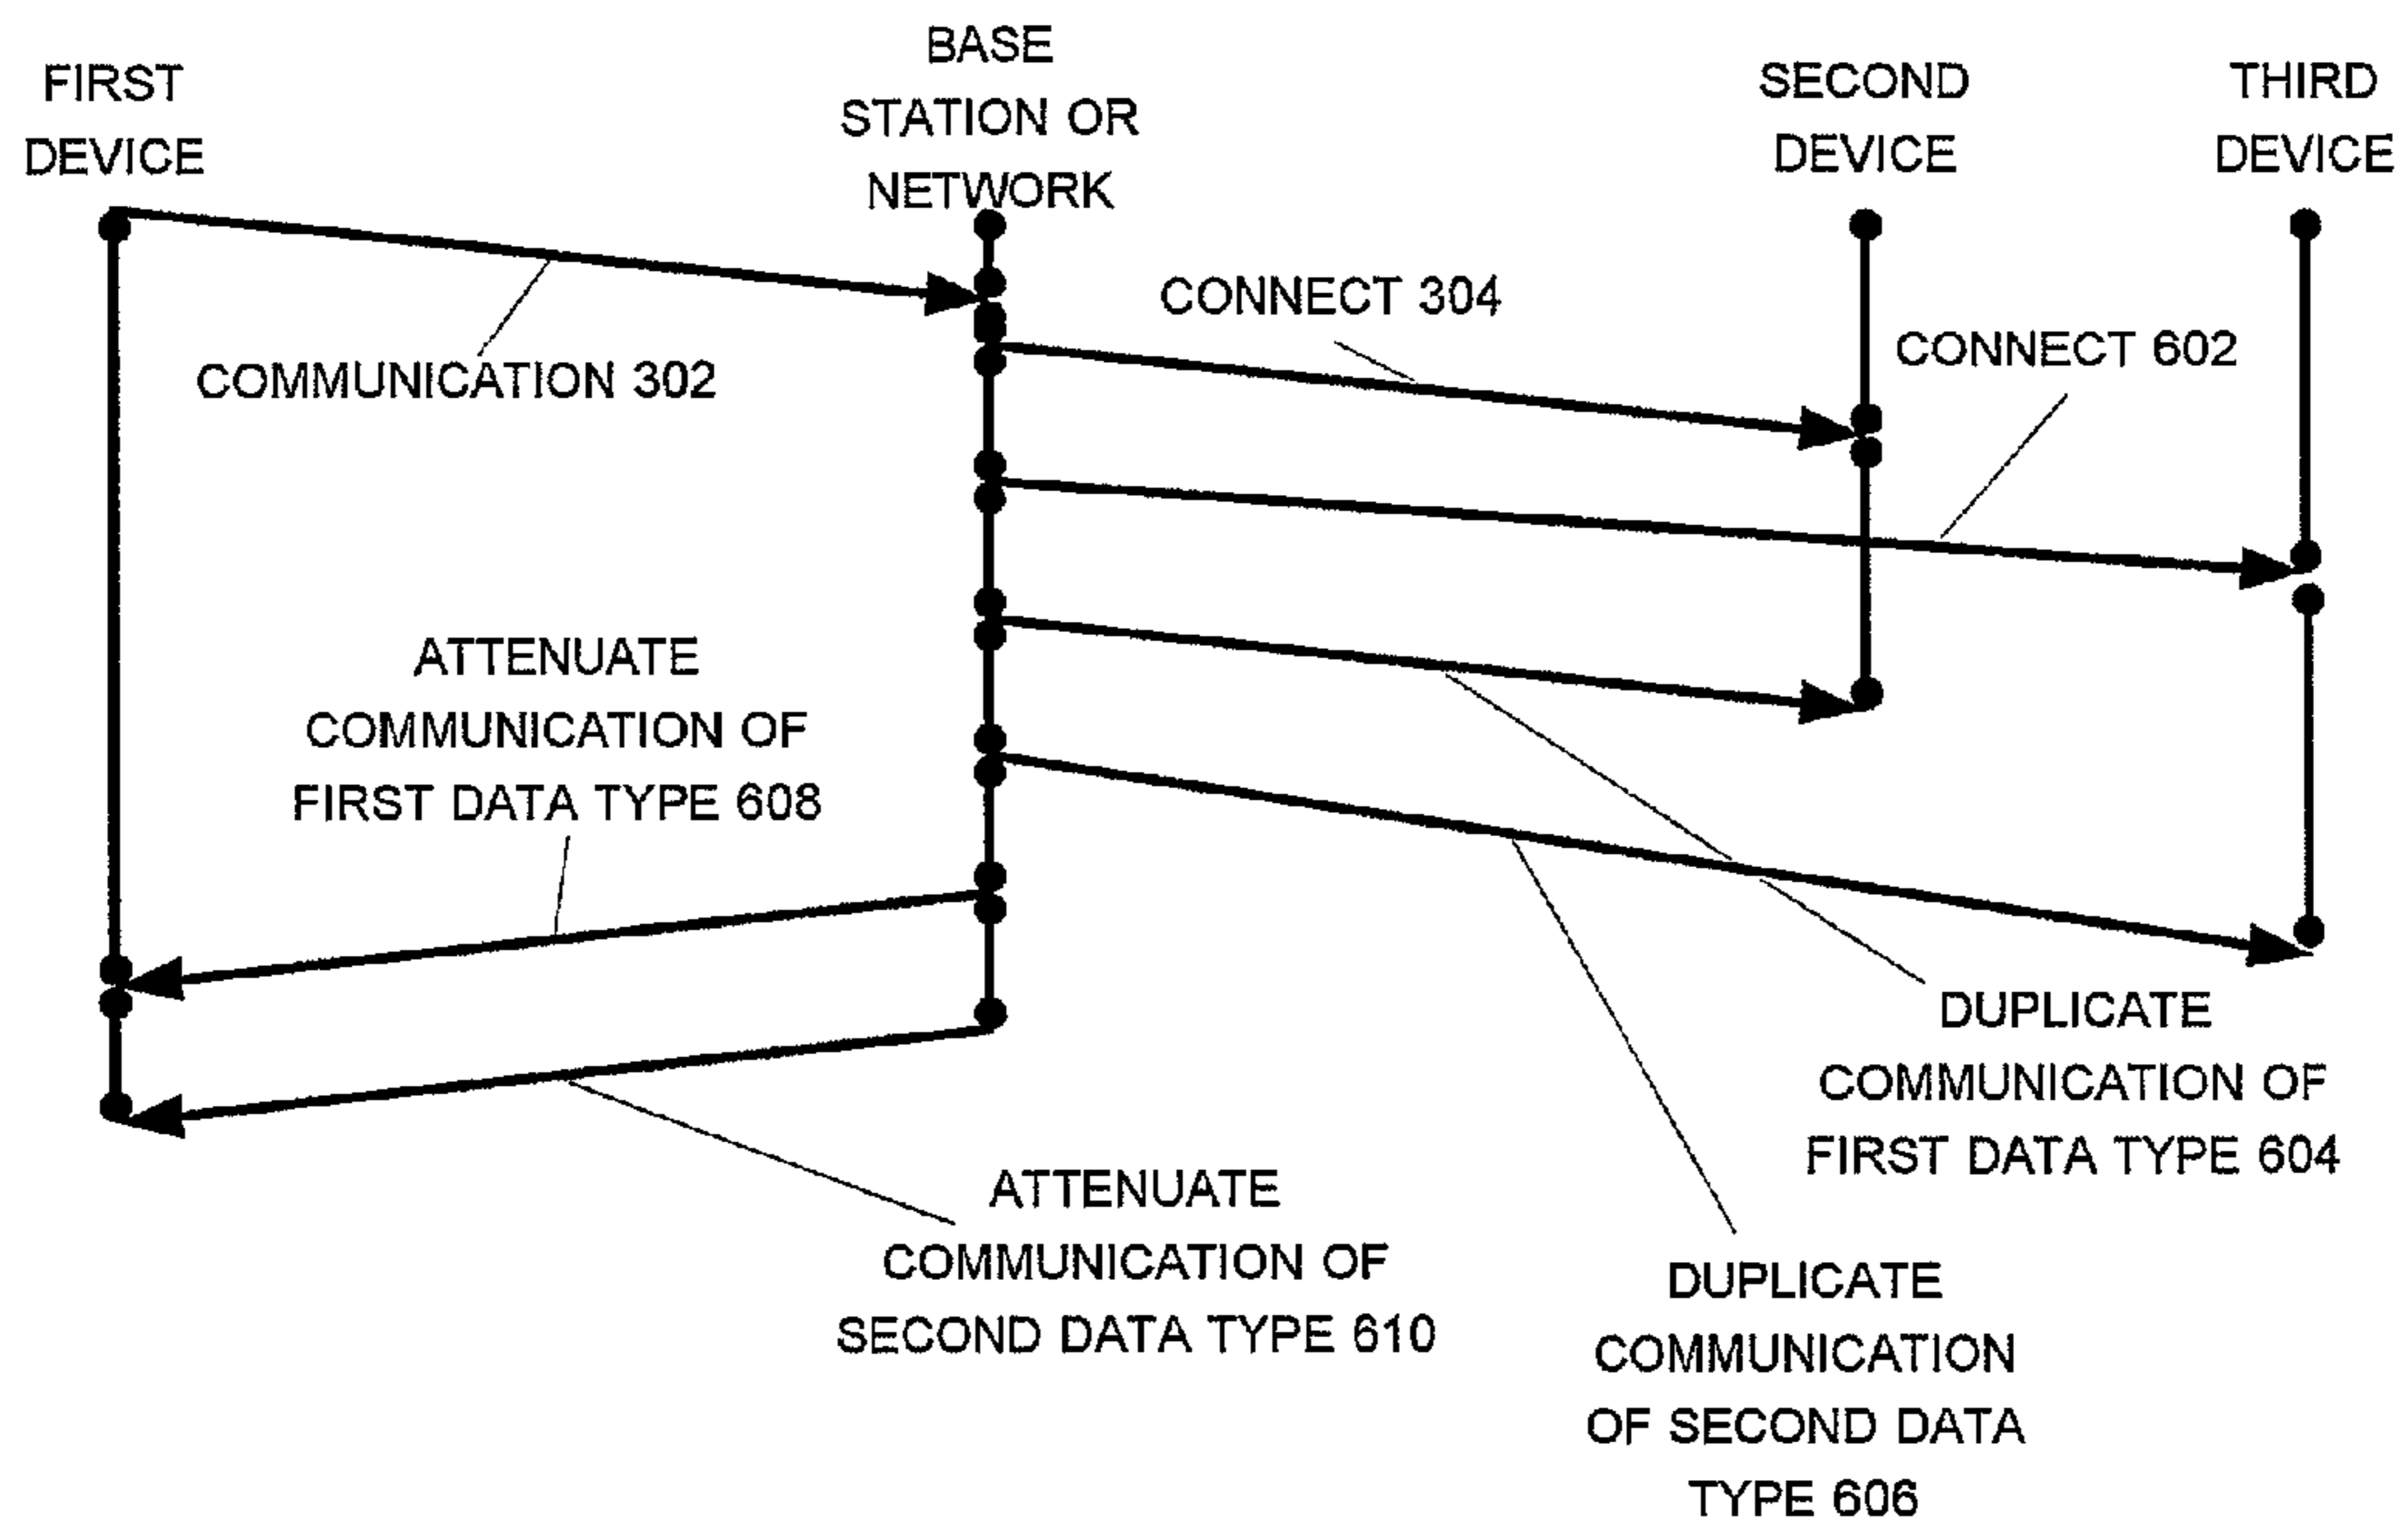 FIRST
DEVICE
BASE
STATION OR
NETWORK
SECOND
DEVICE
THIRD
DEVICE
COMMUNICATION 302
CONNECT 304
CONNECT 602
ATTENUATE
COMMUNICATION OF
FIRST DATA TYPE 608
DUPLICATE
COMMUNICATION OF
FIRST DATA TYPE 604
ATTENUATE
COMMUNICATION OF
SECOND DATA TYPE 610
DUPLICATE
COMMUNICATION
OF SECOND DATA
TYPE 606